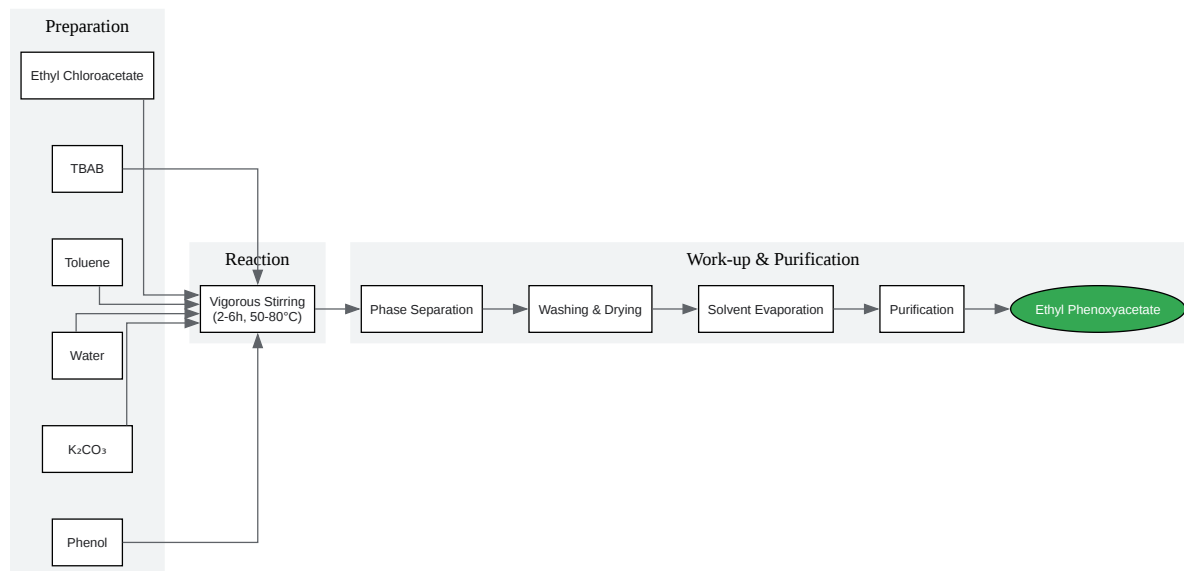 Preparation
Ethyl Chloroacetate
TBAB
Toluene
Water
K₂CO₃
Phenol
Reaction
Vigorous Stirring
(2-6h, 50-80°C)
Work-up & Purification
Phase Separation
Washing & Drying
Solvent Evaporation
Purification
Ethyl Phenoxyacetate